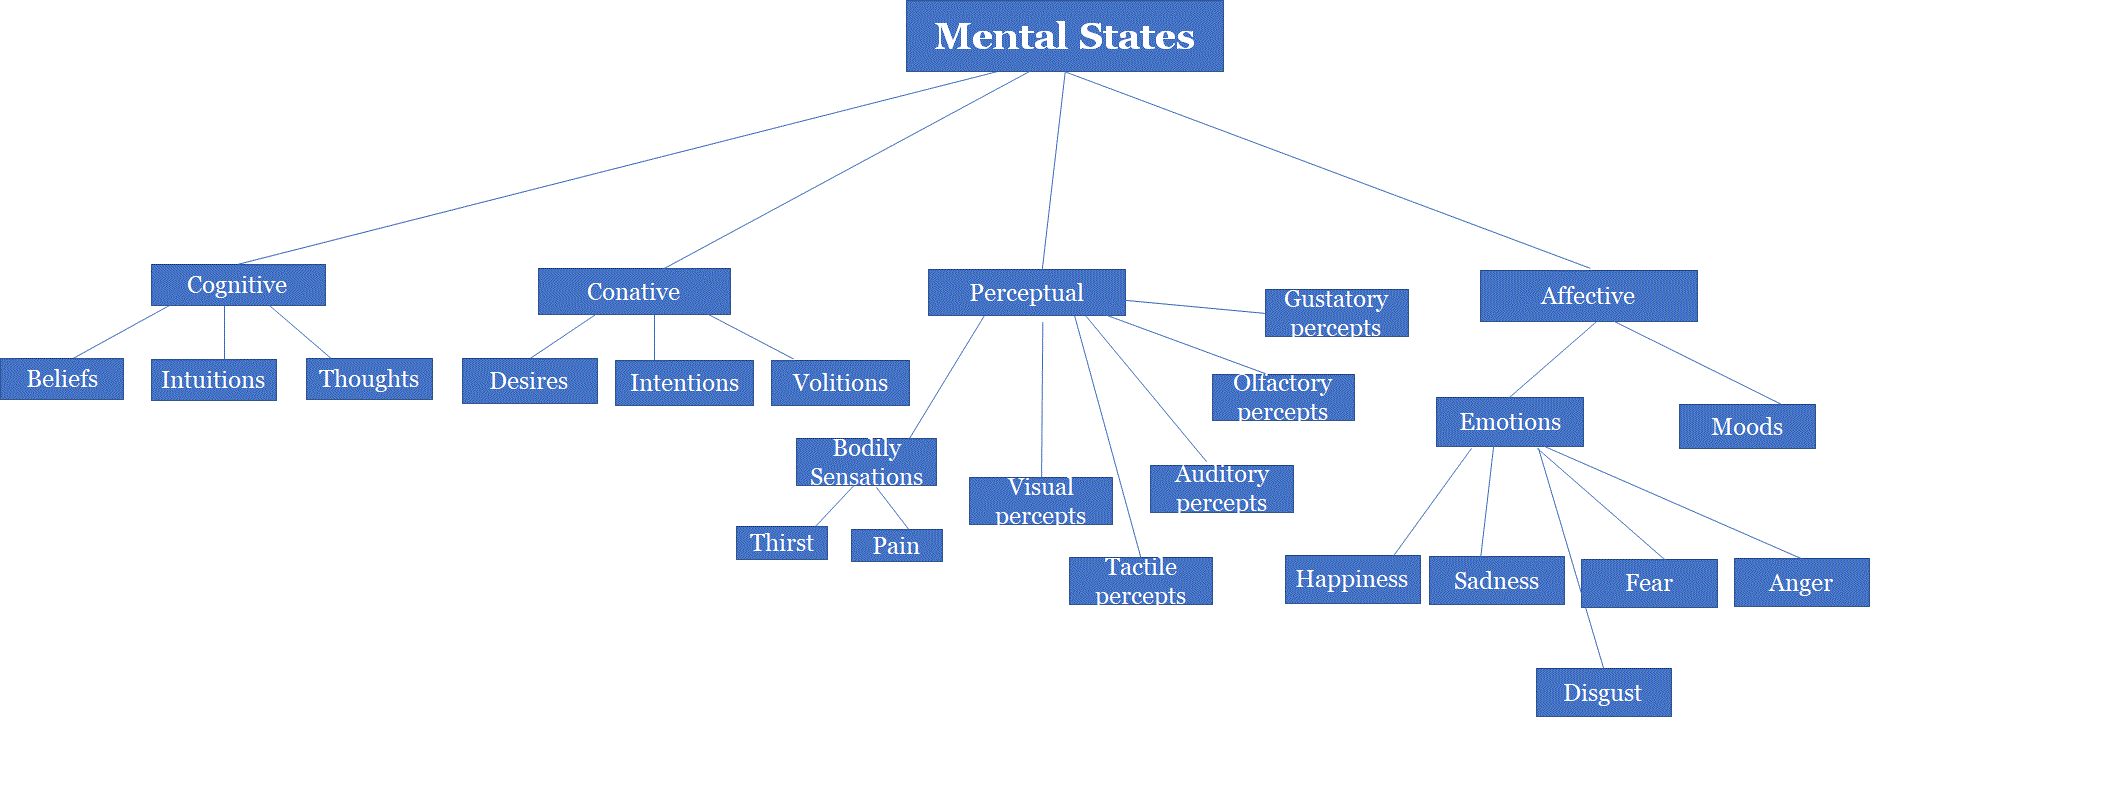 Mental States
Cognitive
Conative
Perceptual
Affective
Gustatory
percepts
Beliefs
Intuitions
Thoughts
Desires
Intentions
Volitions
Olfactory
percepts
Emotions
Moods
Bodily
Sensations
Visual
percepts
Auditory
percepts
Thirst
Pain
Tactile
percepts
Happiness
Sadness
Fear
Anger
Disgust